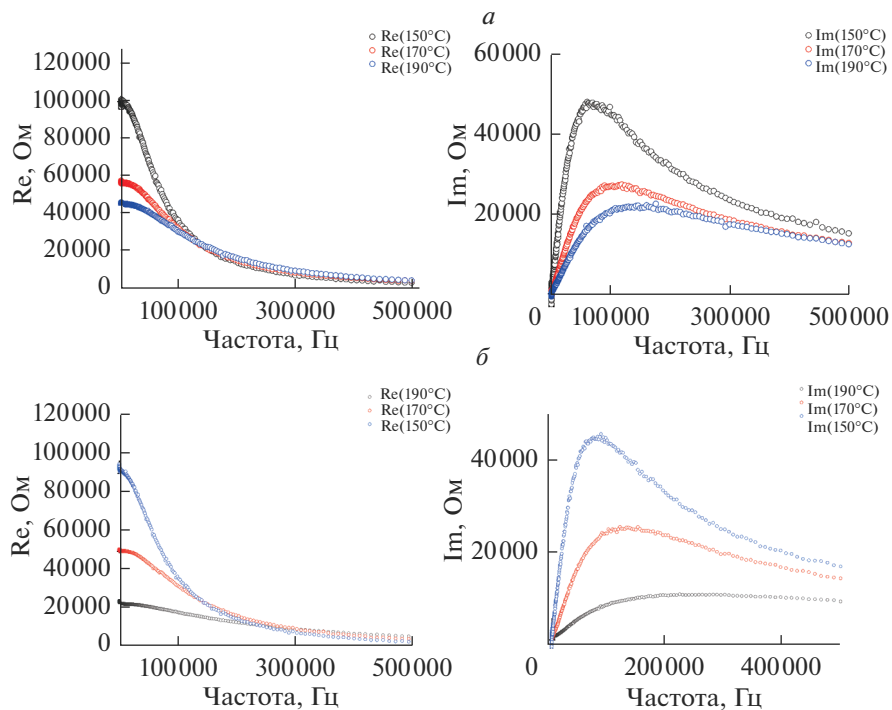 а
Re(150°C)
Re(170°C)
Re(190°C)
120000
100000
80000
60000
40000
20000
0
Re, Ом
100000
300000
500000
Частота, Гц
Im(150°C)
Im(170°C)
Im(190°C)
60000
40000
20000
Im, Ом
0
100000
300000
500000
Частота, Гц
б
Re(190°C)
Re(170°C)
Re(150°C)
120000
100000
80000
60000
40000
20000
0
Re, Ом
100000
300000
500000
Частота, Гц
Im(190°C)
Im(170°C)
Im(150°C)
40000
20000
Im, Ом
0
200000
400000
Частота, Гц